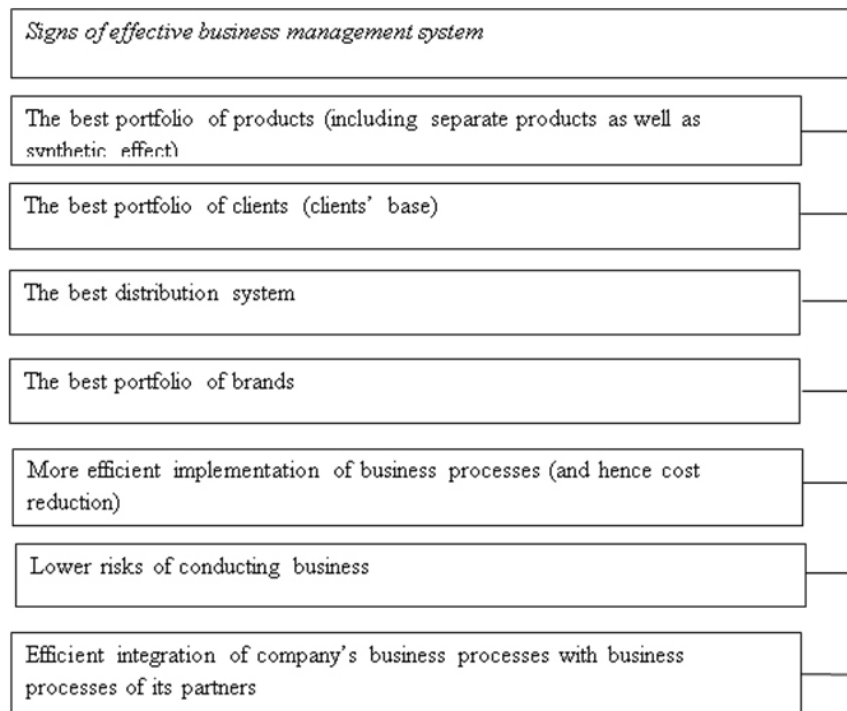 Signs of effective business management system
The best portfolio of products (including separate products as well as
synthetic effect)
The best portfolio of clients (clients' base)
The best distribution system
The best portfolio of brands
More efficient implementation of business processes (and hence cost
reduction)
Lower risks of conducting business
Efficient integration of company's business processes with business
processes of its partners